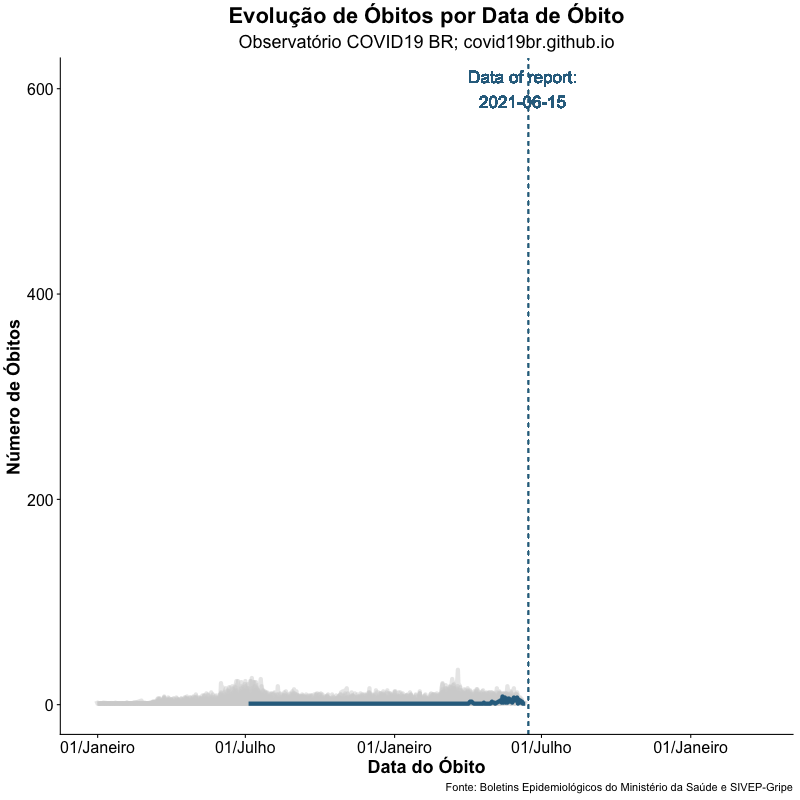 Evolução de Óbitos por Data de Óbito
Observatório COVID19 BR; covid19br.github.io
Data of report:
2021-06-15
600
400
200
0
Número de Óbitos
01/Janeiro 01/Julho 01/Janeiro 01/Julho 01/Janeiro
Data do Óbito
Fonte: Boletins Epidemiológicos do Ministério da Saúde e SIVEP-Gripe